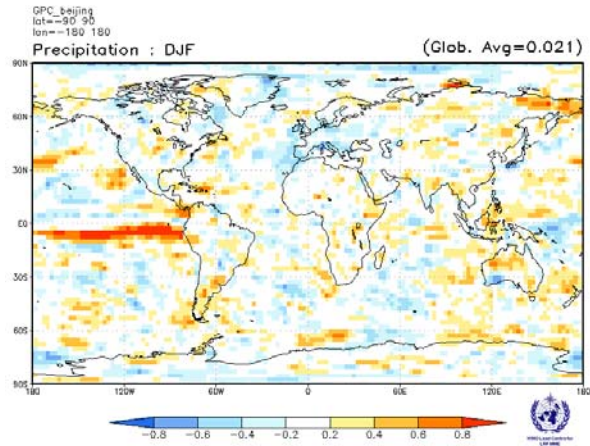 GPC_beijing
lat=-90 90
lon=-180 180
Precipitation : DJF (Glob. Avg=0.021)
90N
60N
30N
EQ
30S
60S
90S
180 120W 60W 0 60E 120E 180
-0.8 -0.6 -0.4 -0.2 0.2 0.4 0.6 0.8